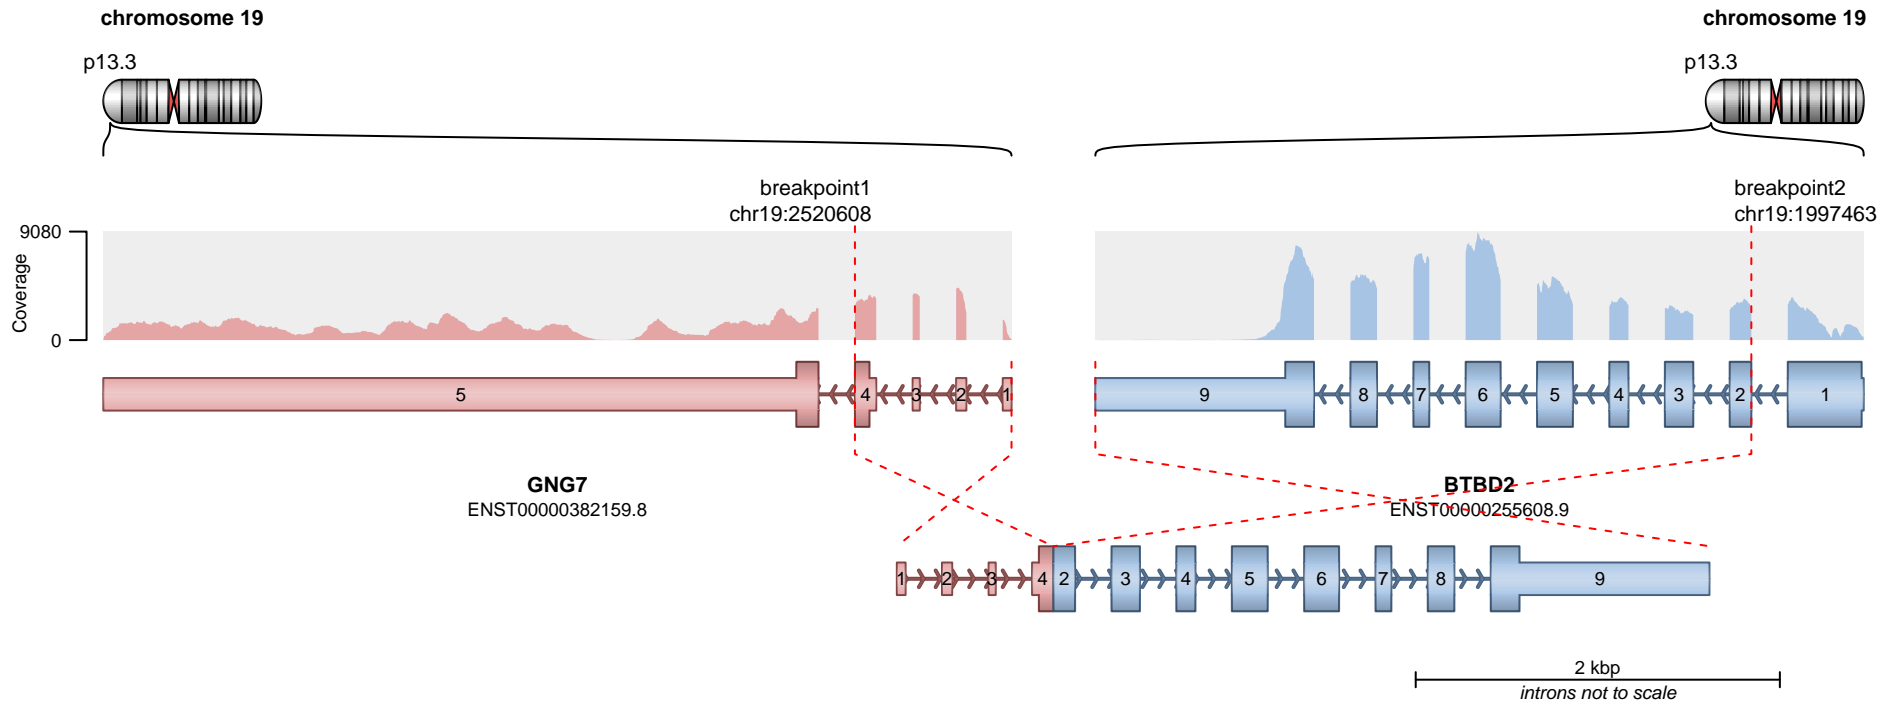 chromosome 19
chromosome 19
p13.3
p13.3
breakpoint1
chr19:2520608
breakpoint2
chr19:1997463
9080
Coverage
0
5 4 3 2 1
9 8 7 6 5 4 3 2 1
GNG7
ENST00000382159.8
BTBD2
ENST00000255608.9
1 2 3 4 2 3 4 5 6 7 8 9
2 kbp
introns not to scale